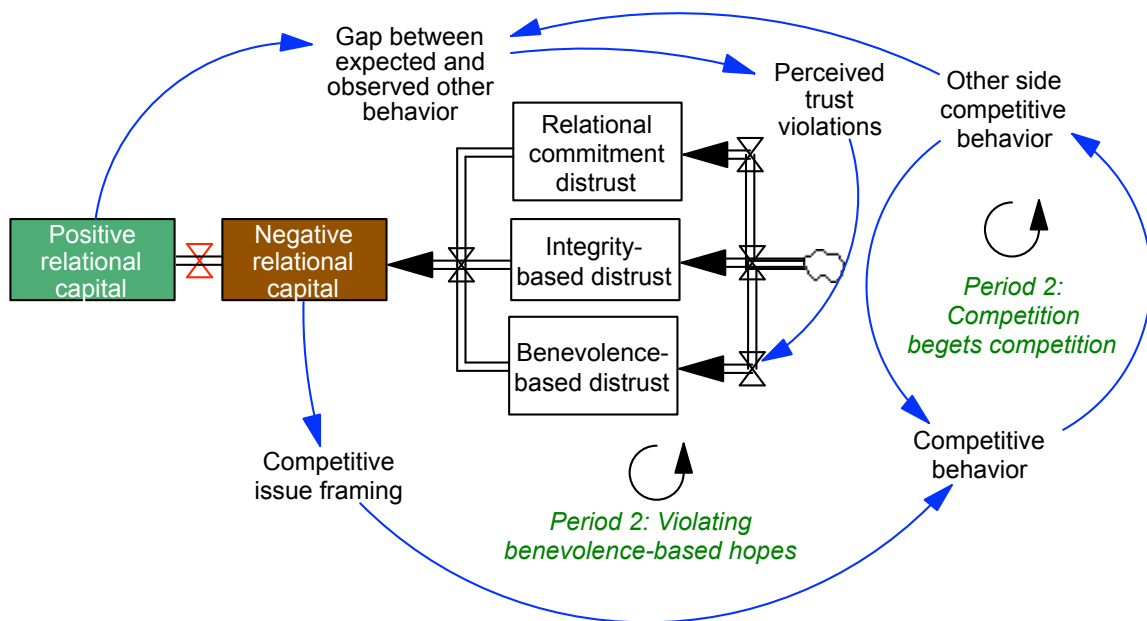 Gap between
expected and
observed other
behavior
Perceived
trust
violations
Other side
competitive
behavior
Relational
commitment
distrust
Positive
relational
capital
Negative
relational
capital
Integrity-
based distrust
Period 2:
Competition
begets competition
Benevolence-
based distrust
Competitive
issue framing
Competitive
behavior
Period 2: Violating
benevolence-based hopes